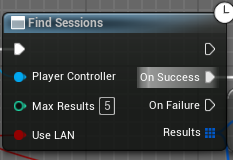 Find Sessions
Player Controller
On Success
Max Results 5
On Failure
Use LAN
Results